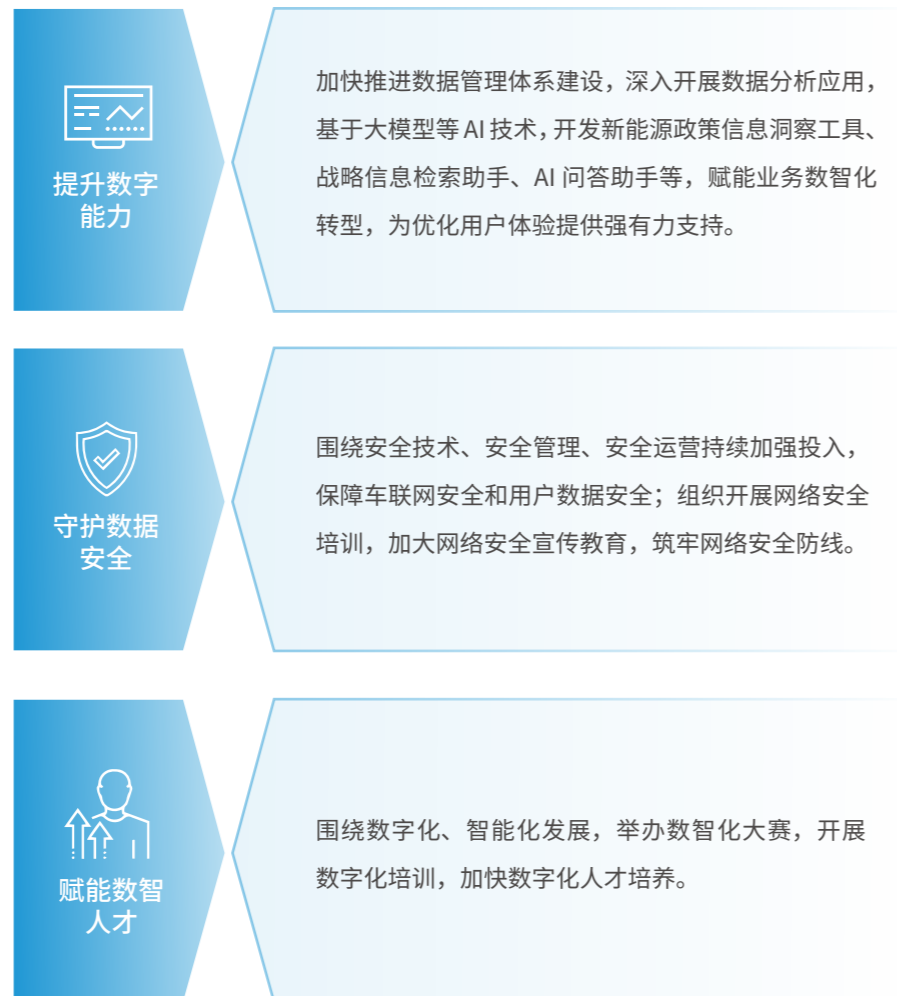 提升数字
能力
加快推进数据管理体系建设，深入开展数据分析应用，
基于大模型等 AI 技术，开发新能源政策信息洞察工具、
战略信息检索助手、AI 问答助手等，赋能业务数智化
转型，为优化用户体验提供强有力支持。
守护数据
安全
围绕安全技术、安全管理、安全运营持续加强投入，
保障车联网安全和用户数据安全；组织开展网络安全
培训，加大网络安全宣传教育，筑牢网络安全防线。
赋能数智
人才
围绕数字化、智能化发展，举办数智化大赛，开展
数字化培训，加快数字化人才培养。